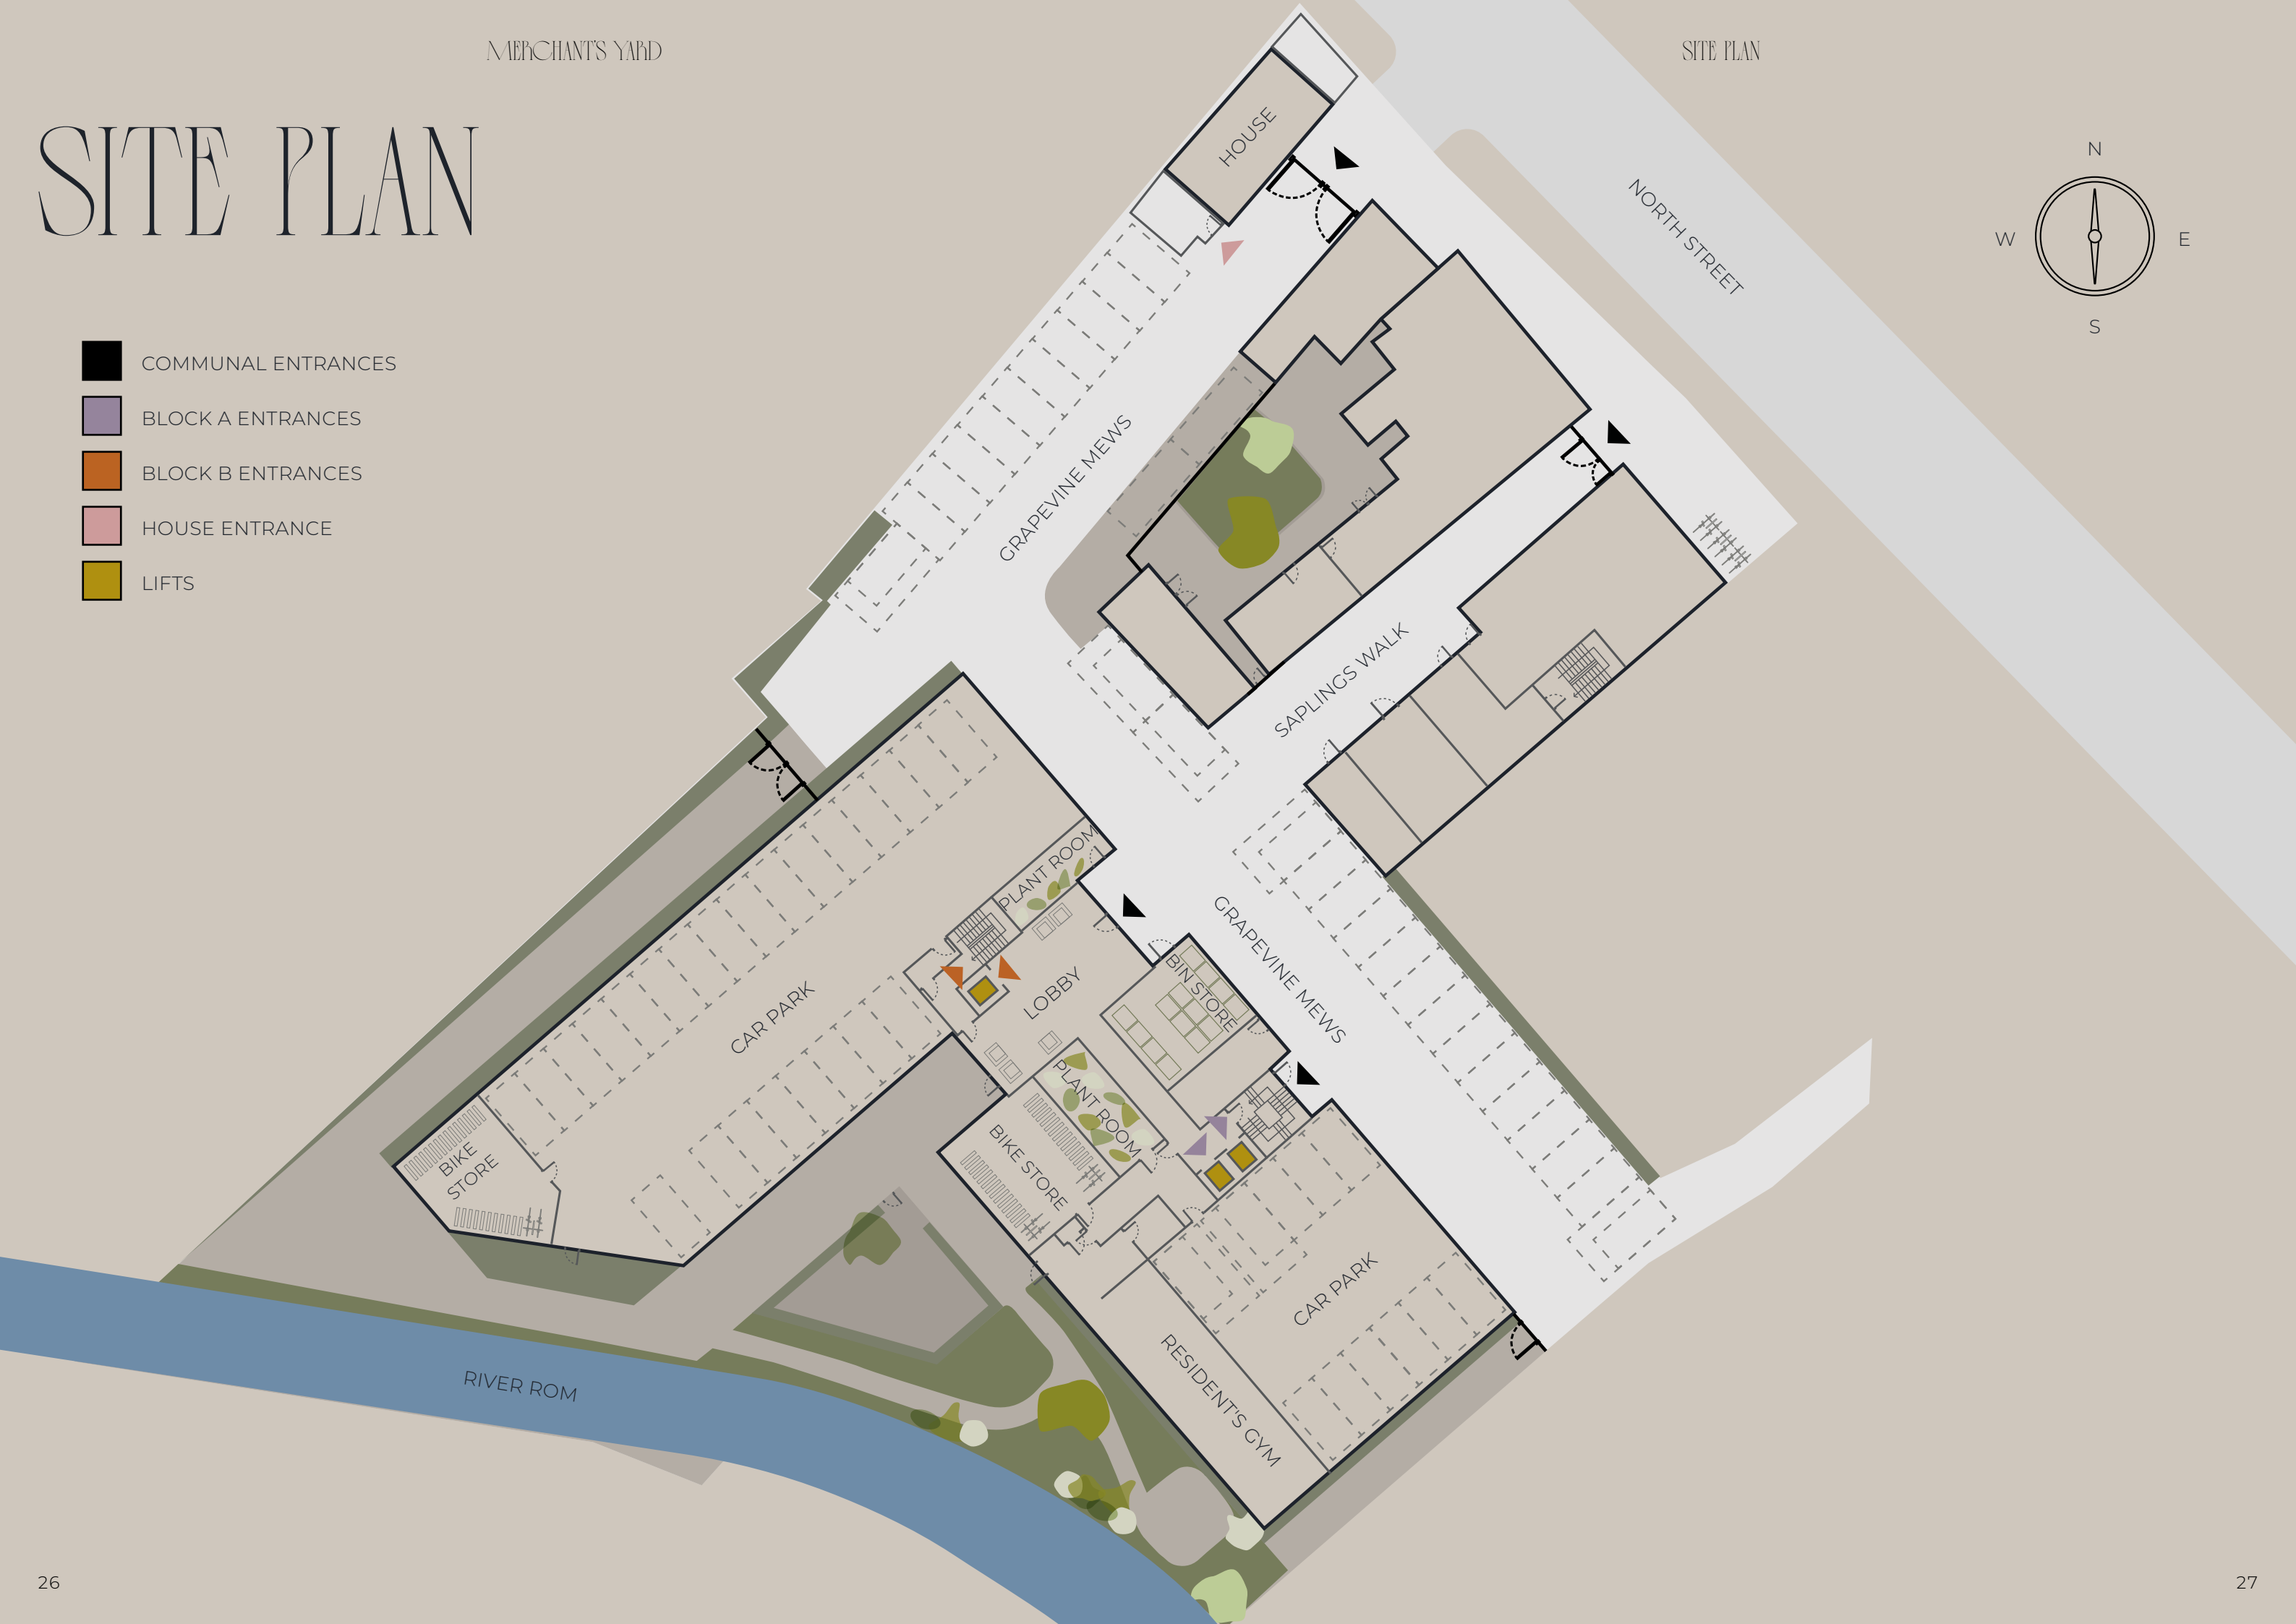 MERCHANT'S YARD
SITE PLAN
SITE PLAN
COMMUNAL ENTRANCES
BLOCK A ENTRANCES
BLOCK B ENTRANCES
HOUSE ENTRANCE
LIFTS
N
W
E
S
HOUSE
NORTH STREET
GRAPEVINE MEWS
SAPLINGS WALK
PLANT ROOM
GRAPEVINE MEWS
BIN STORE
LOBBY
CAR PARK
PLANT ROOM
BIKE
STORE
BIKE STORE
CAR PARK
RESIDENT'S GYM
RIVER ROM
26
27